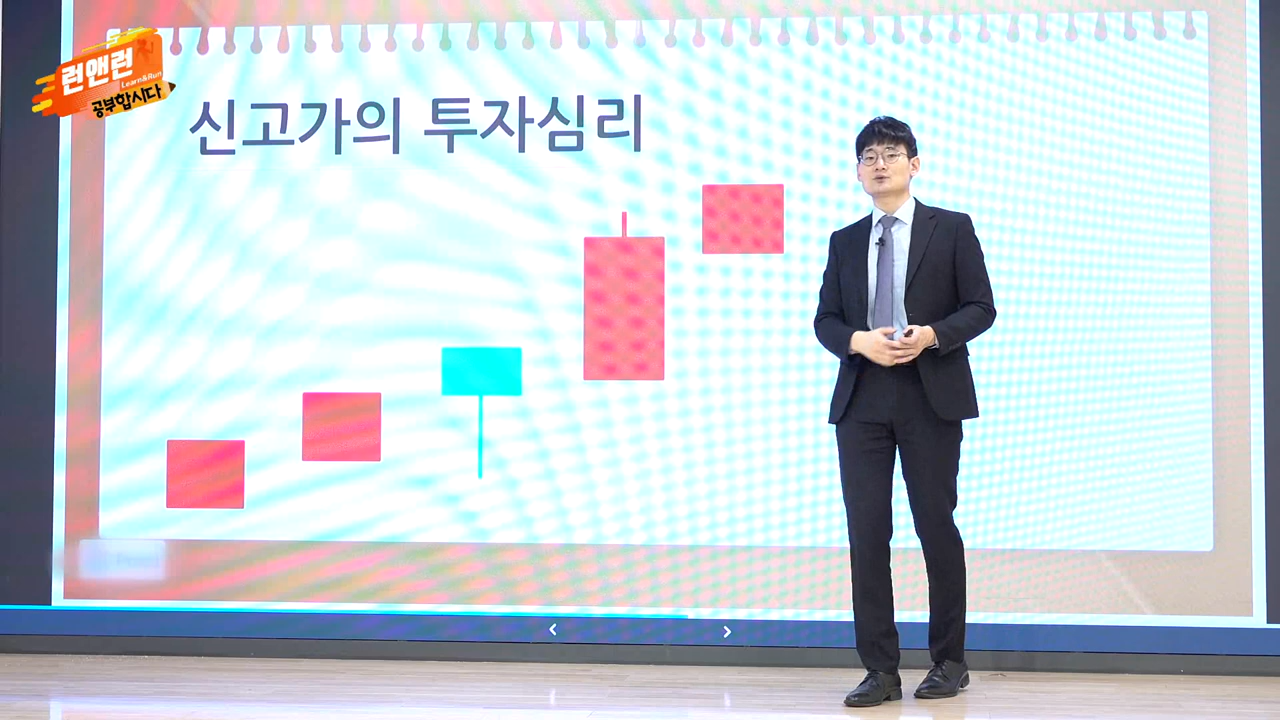 런앤런
Learn&Run
공부합시다
신고가의 투자심리